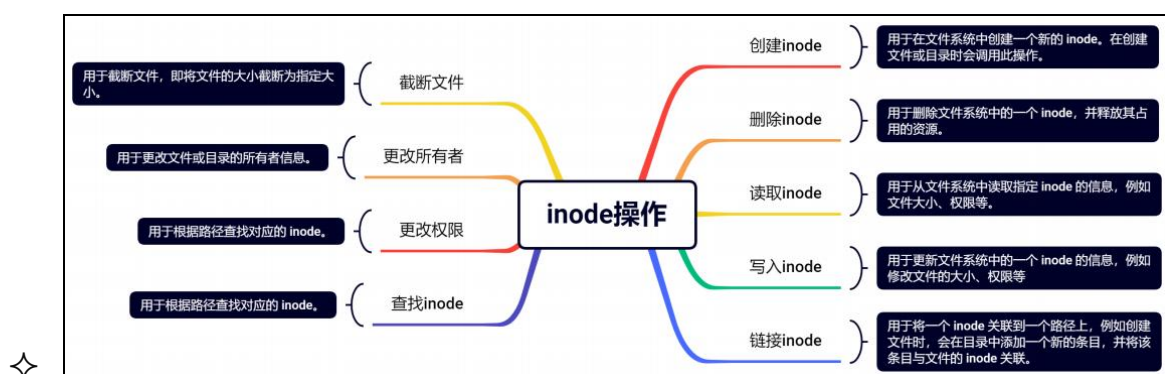 inode操作
创建inode
用于在文件系统中创建一个新的 inode。在创建
文件或目录时会调用此操作。
删除inode
用于删除文件系统中的一个 inode，并释放其占
用的资源。
读取inode
用于从文件系统中读取指定 inode 的信息，例如
文件大小、权限等。
写入inode
用于更新文件系统中的一个 inode 的信息，例如
修改文件的大小、权限等
链接inode
用于将一个 inode 关联到一个路径上，例如创建
文件时，会在目录中添加一个新的条目，并将该
条目与文件的 inode 关联。
截断文件
用于截断文件，即将文件的大小截断为指定大
小。
更改所有者
用于更改文件或目录的所有者信息。
更改权限
用于根据路径查找对应的 inode。
查找inode
用于根据路径查找对应的 inode。